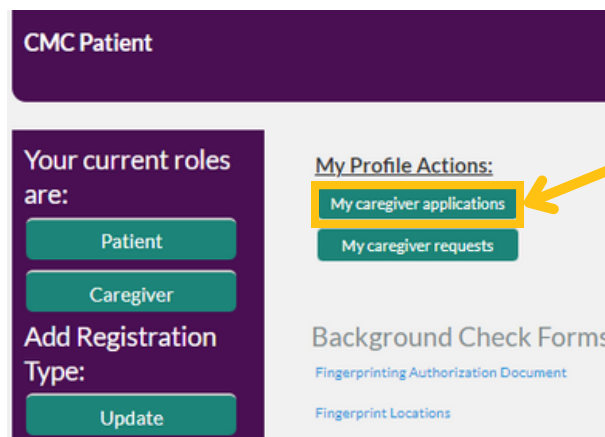 CMC Patient
Your current roles
are:
Patient
Caregiver
Add Registration
Type:
Update
My Profile Actions:
My caregiver applications
My caregiver requests
Background Check Forms
Fingerprinting Authorization Document
Fingerprint Locations